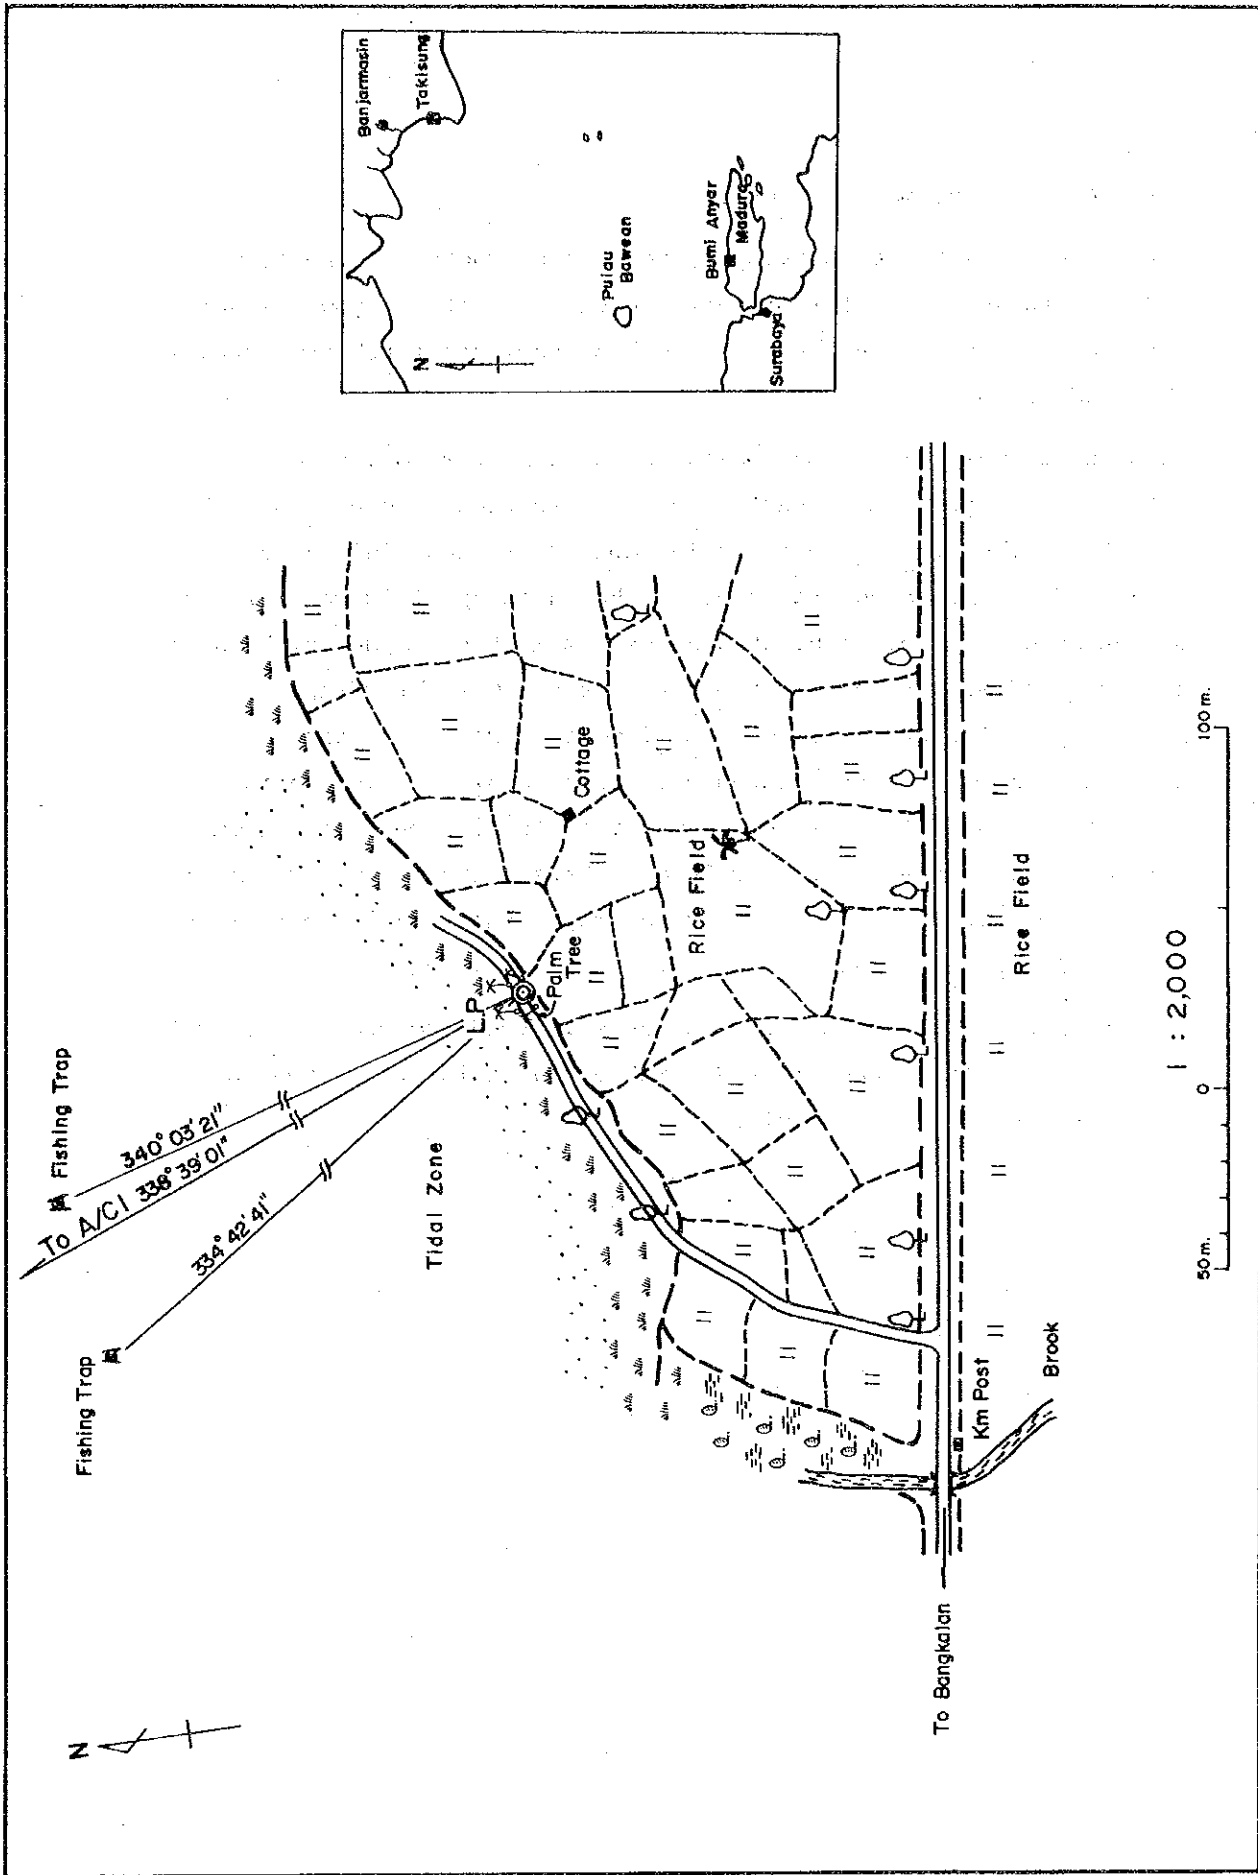 N
Fishing Trap
Fishing Trap
340° 03' 21"
To A/C1 338° 39' 01"
334° 42' 41"
LP
Palm
Tree
Tidal Zone
Cottage
Rice Field
Km Post
Rice Field
Brook
To Bangkalan
50 m.
0
100 m.
1 : 2,000
N
Banjarmasin
Takisung
Pulau
Bawean
Bumi Anyar
Madura
Surabaya